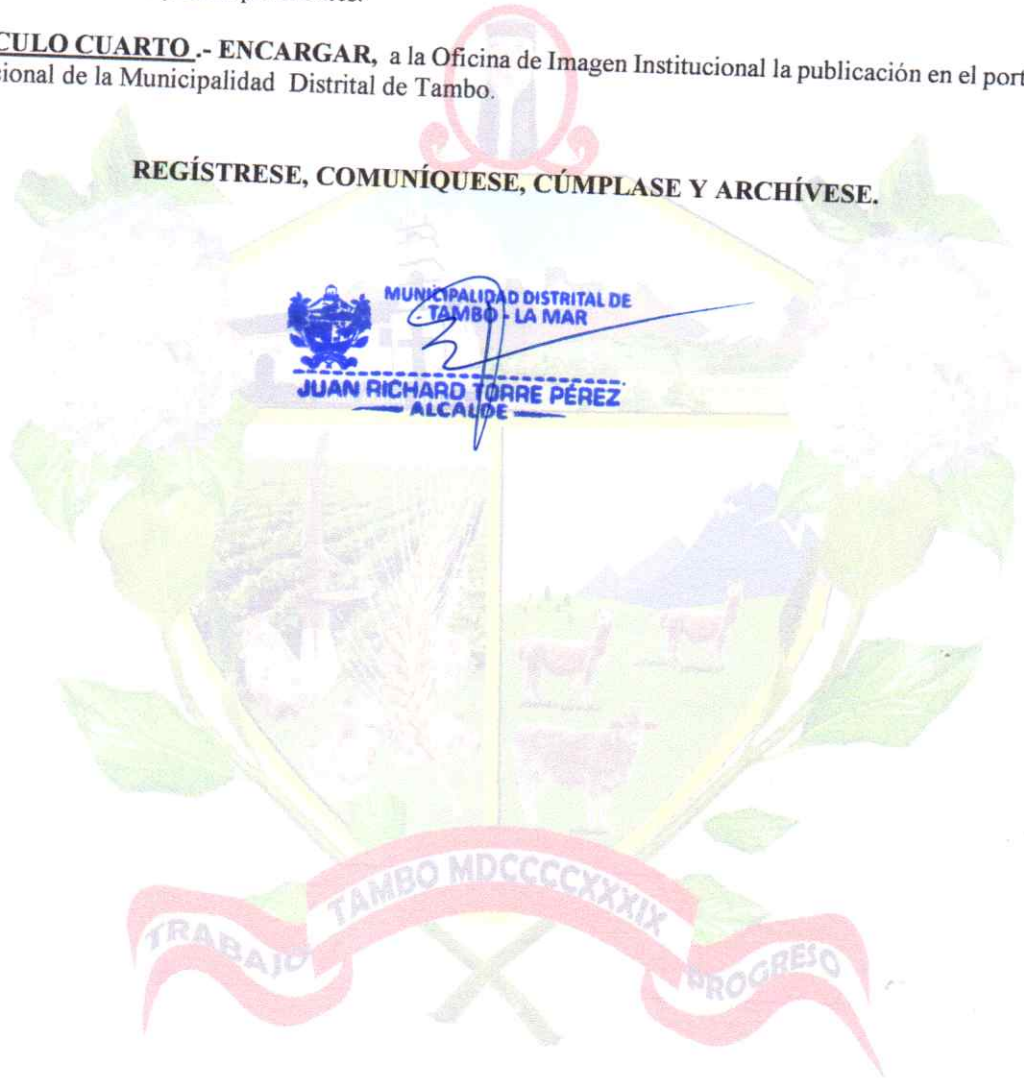 CULO CUARTO .- ENCARGAR, a la Oficina de Imagen Institucional la publicación en el port
ional de la Municipalidad Distrital de Tambo.
REGÍSTRESE, COMUNÍQUESE, CÚMPLASE Y ARCHÍVESE.
MUNICIPALIDAD DISTRITAL DE
TAMBO - LA MAR
JUAN RICHARD TORRE PÉREZ
ALCALDE
TAMBO MDCCCCXXXIX
TRABAJO
PROGRESO